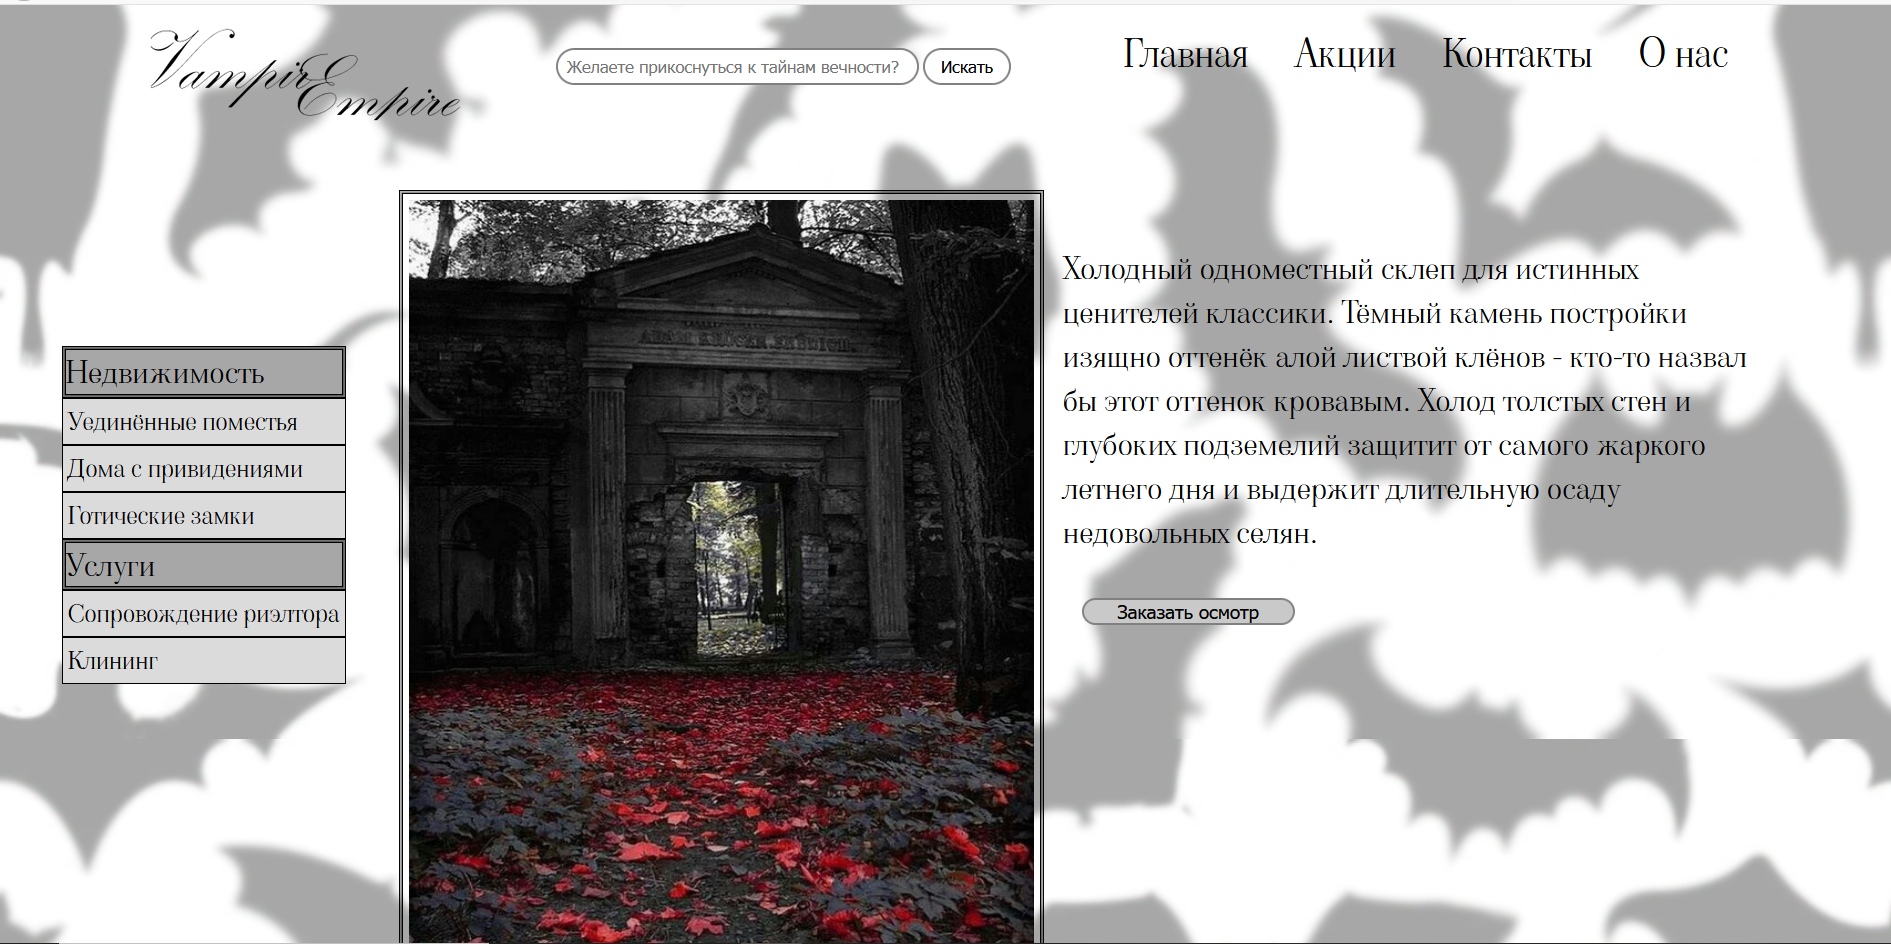 VampirEmpire
Желаете прикоснуться к тайнам вечности?
Искать
Главная Акции Контакты О нас
Недвижимость
Уединённые поместья
Дома с привидениями
Готические замки
Услуги
Сопровождение риэлтора
Клининг
Холодный одноместный склеп для истинных
ценителей классики. Тёмный камень постройки
изящно оттенёк алой листвой клёнов - кто-то назвал
бы этот оттенок кровавым. Холод толстых стен и
глубоких подземелий защитит от самого жаркого
летнего дня и выдержит длительную осаду
недовольных селян.
Заказать осмотр